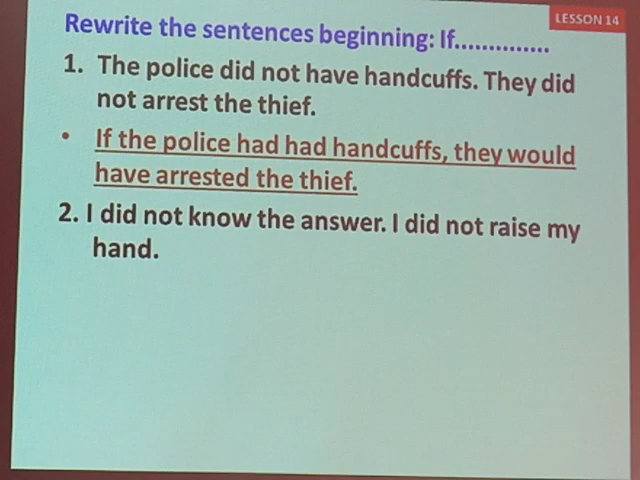 LESSON 14
Rewrite the sentences beginning: If..............
1. The police did not have handcuffs. They did
not arrest the thief.
• If the police had had handcuffs, they would
have arrested the thief.
2. I did not know the answer. I did not raise my
hand.